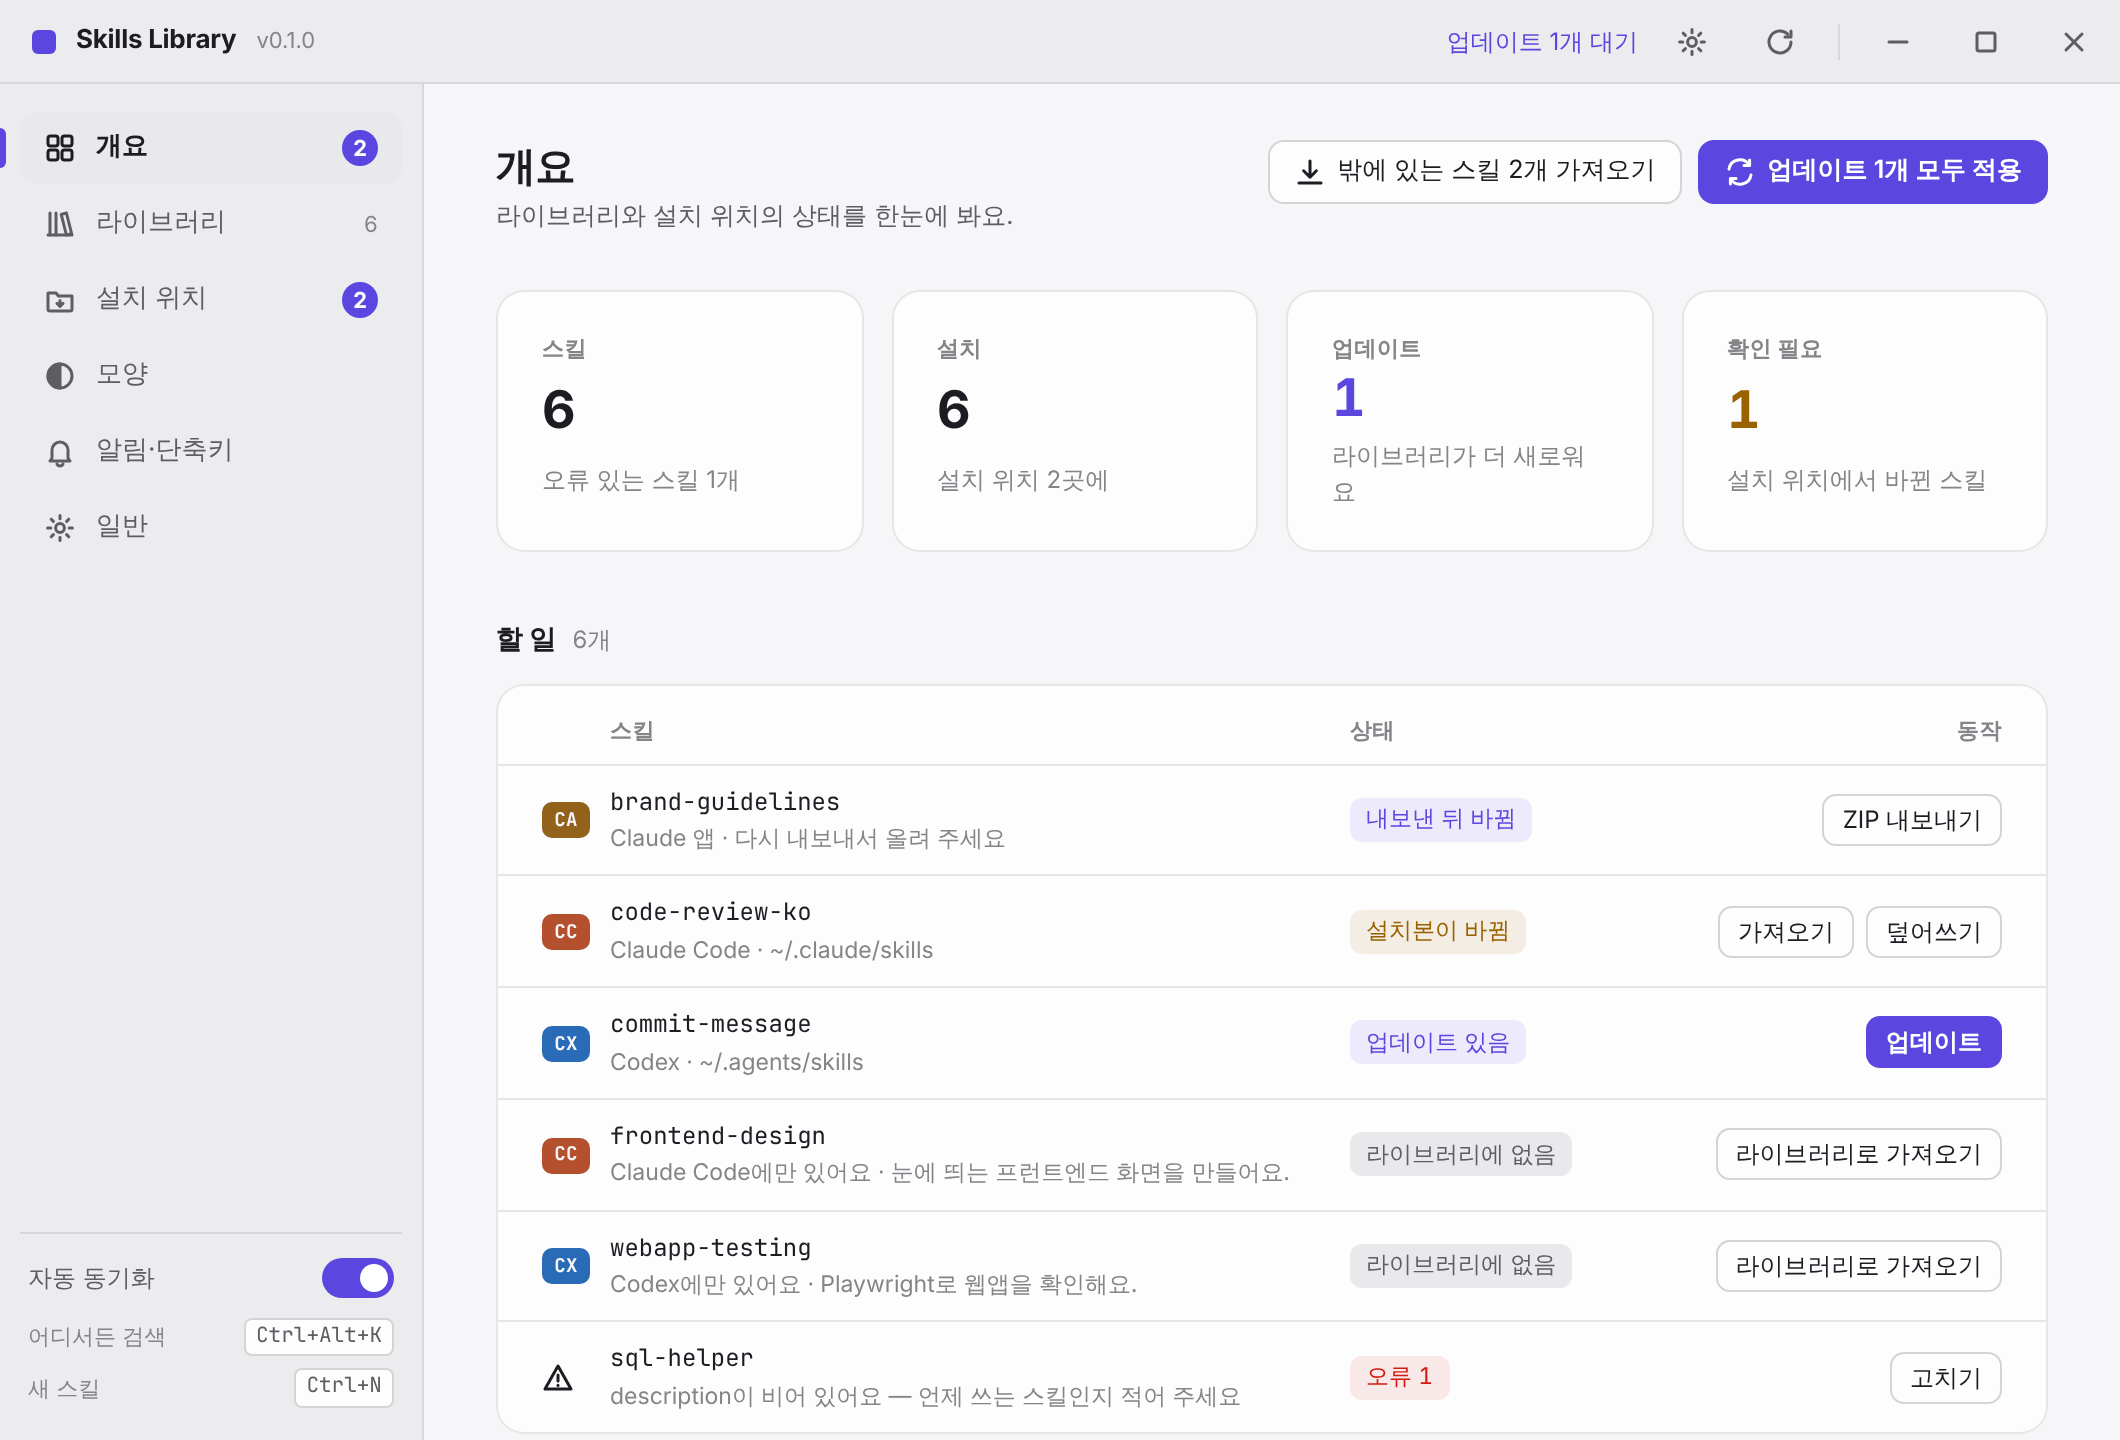 Skills Library v0.1.0
업데이트 1개 대기
개요 2
라이브러리 6
설치 위치 2
모양
알림·단축키
일반
자동 동기화
어디서든 검색 Ctrl+Alt+K
새 스킬 Ctrl+N
개요
라이브러리와 설치 위치의 상태를 한눈에 봐요.
밖에 있는 스킬 2개 가져오기
업데이트 1개 모두 적용
스킬
6
오류 있는 스킬 1개
설치
6
설치 위치 2곳에
업데이트
1
라이브러리가 더 새로워
요
확인 필요
1
설치 위치에서 바뀐 스킬
할 일 6개
스킬 상태 동작
CA brand-guidelines
Claude 앱 · 다시 내보내서 올려 주세요
내보낸 뒤 바뀜
ZIP 내보내기
CC code-review-ko
Claude Code · ~/.claude/skills
설치본이 바뀜
가져오기 덮어쓰기
CX commit-message
Codex · ~/.agents/skills
업데이트 있음
업데이트
CC frontend-design
Claude Code에만 있어요 · 눈에 띄는 프런트엔드 화면을 만들어요.
라이브러리에 없음
라이브러리로 가져오기
CX webapp-testing
Codex에만 있어요 · Playwright로 웹앱을 확인해요.
라이브러리에 없음
라이브러리로 가져오기
sql-helper
description이 비어 있어요 — 언제 쓰는 스킬인지 적어 주세요
오류 1
고치기